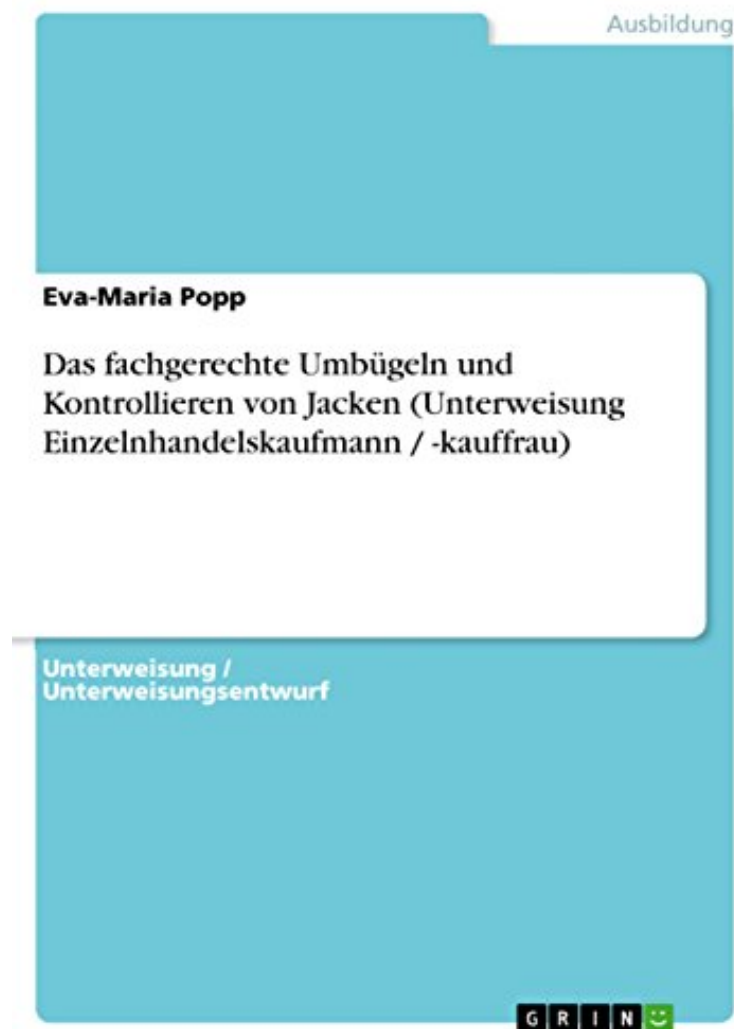 Ausbildung
Eva-Maria Popp
Das fachgerechte Umbügeln und
Kontrollieren von Jacken (Unterweisung
Einzelnhandelskaufmann / -kauffrau)
Unterweisung /
Unterweisungsentwurf
GRIN